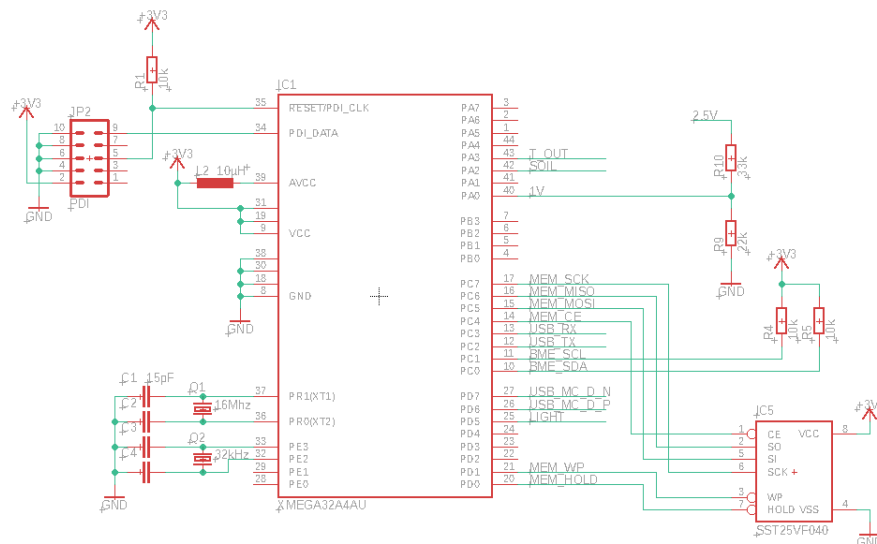 +3V3
R1
10k
+3V3
JP2
10 9
8 7
6 5
4 3
2 1
PDI
GND
+3V3
L2 10µH
GND
C1 15pF
C2
C3
C4
Q1
16Mhz
Q2
32kHz
GND
IC1
35 RESET/PDI_CLK
34 PDI_DATA
39 AVCC
31
19
9 VCC
38
30
18
8 GND
37 PR1(XT1)
36 PR0(XT2)
33 PE3
32 PE2
29 PE1
28 PE0
XMEGA32A4AU
PA7 3
PA6 2
PA5 1
PA4 44
PA3 43 T_OUT
PA2 42 SOIL
PA1 41
PA0 40 1V
PB3 7
PB2 6
PB1 5
PB0 4
PC7 17 MEM_SCK
PC6 16 MEM_MISO
PC5 15 MEM_MOSI
PC4 14 MEM_CE
PC3 13 USB_RX
PC2 12 USB_TX
PC1 11 BME_SCL
PC0 10 BME_SDA
PD7 27 USB_MC_D_N
PD6 26 USB_MC_D_P
PD5 25 LIGHT
PD4 24
PD3 23
PD2 22
PD1 21 MEM_WP
PD0 20 MEM_HOLD
2.5V
R10
33k
R9
22k
GND
+3V3
R4
10k
R5
10k
IC5
1 CE VCC 8
2 SO
5 SI
6 SCK
3 WP
7 HOLD VSS 4
SST25VF040
+3V
GND